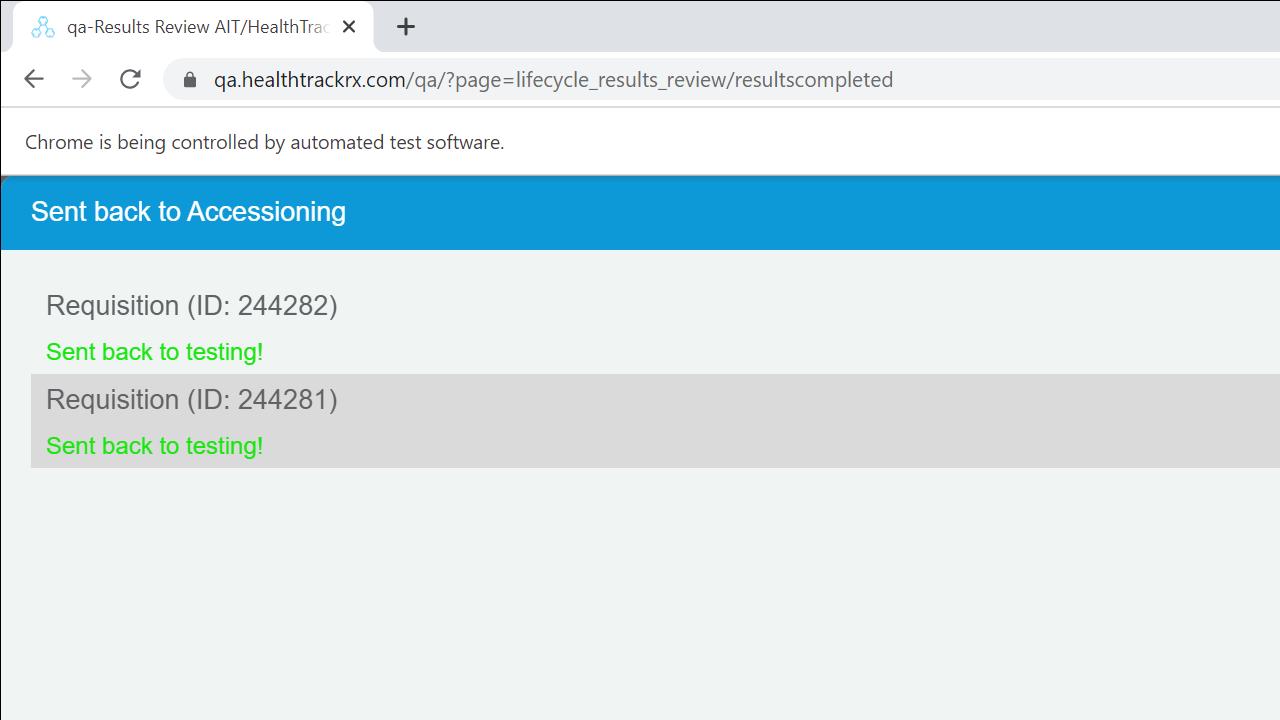 qa-Results Review AIT/HealthTrac
qa.healthtrackrx.com/qa/?page=lifecycle_results_review/resultscompleted
Chrome is being controlled by automated test software.
Sent back to Accessioning
Requisition (ID: 244282)
Sent back to testing!
Requisition (ID: 244281)
Sent back to testing!